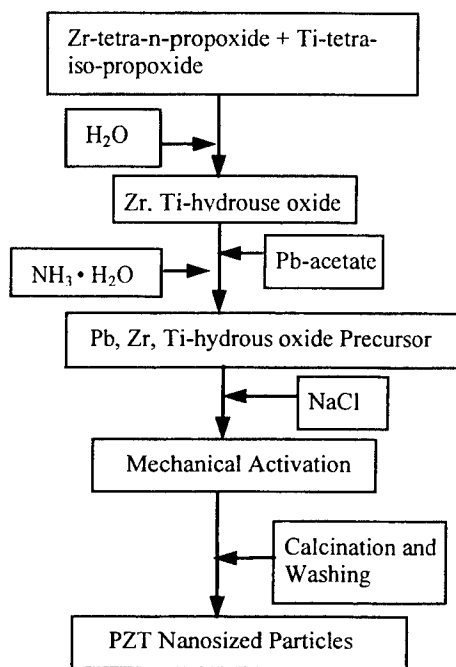 Zr-tetra-n-propoxide + Ti-tetra-
iso-propoxide
H₂O
Zr. Ti-hydrouse oxide
Pb-acetate
NH₃ • H₂O
Pb, Zr, Ti-hydrous oxide Precursor
NaCl
Mechanical Activation
Calcination and
Washing
PZT Nanosized Particles